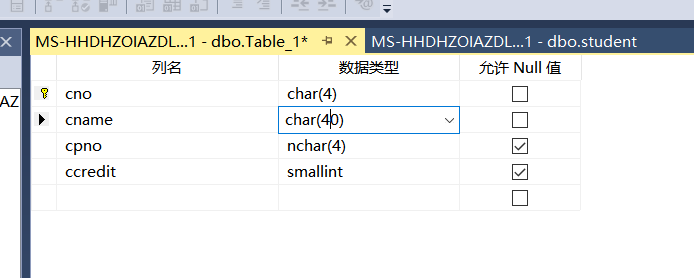 MS-HHDHZOIAZDL...1 - dbo.Table_1* MS-HHDHZOIAZDL...1 - dbo.student
列名 数据类型 允许 Null 值
AZ
cno char(4)
cname char(40)
cpno nchar(4)
ccredit smallint